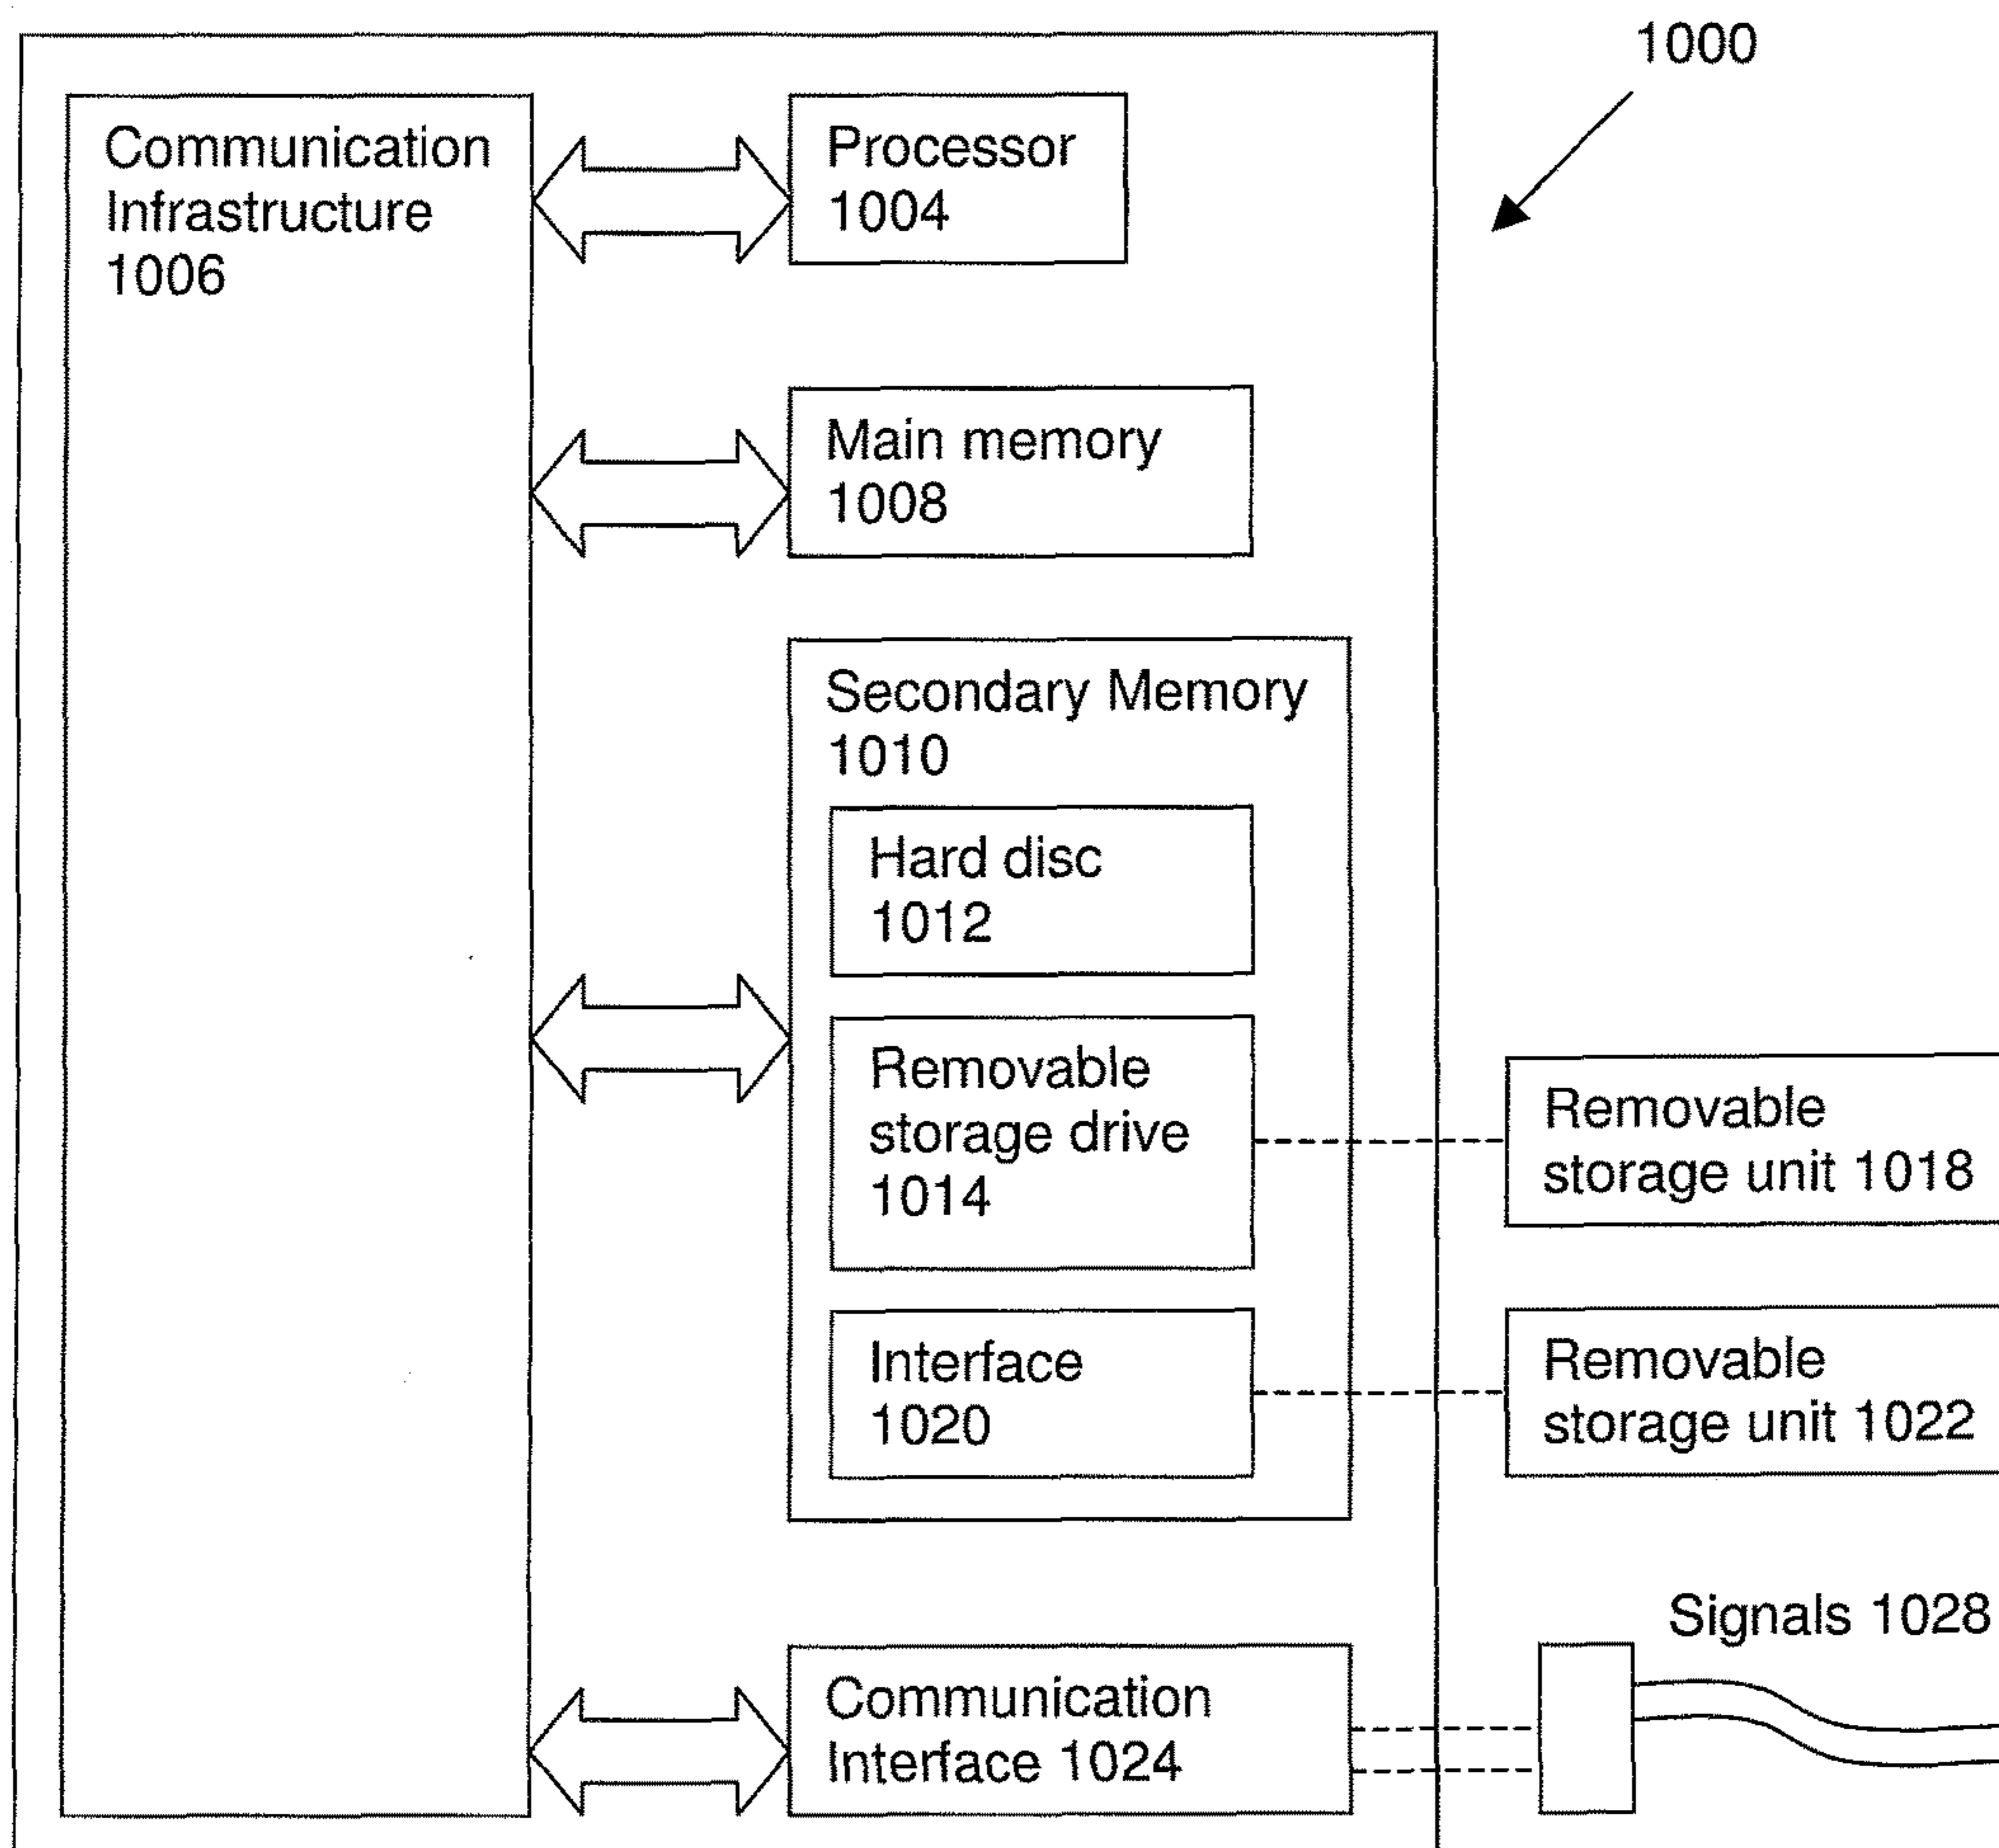 1000
Communication
Infrastructure
1006
Processor
1004
Main memory
1008
Secondary Memory
1010
Hard disc
1012
Removable
storage drive
1014
Removable
storage unit 1018
Interface
1020
Removable
storage unit 1022
Signals 1028
Communication
Interface 1024